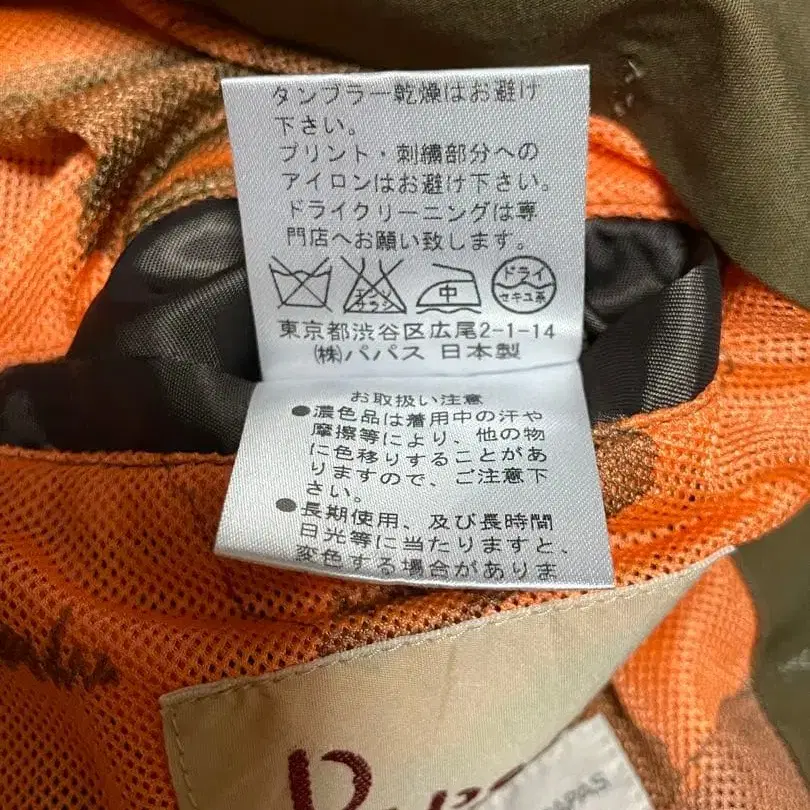 タンブラー乾燥はお避け
下さい。
プリント・刺繍部分への
アイロンはお避け下さい。
ドライクリーニングは専
門店へお願い致します。
エンソ
サラシ
中
ドライ
セキユ系
東京都渋谷区広尾2-1-14
㈱パパス 日本製
お取扱い注意
●濃色品は着用中の汗や
摩擦等により、他の物
に色移りすることがあ
りますので、ご注意下
さい。
●長期使用、及び長時間
日光等に当たりますと、
変色する場合がありま
PAPAS